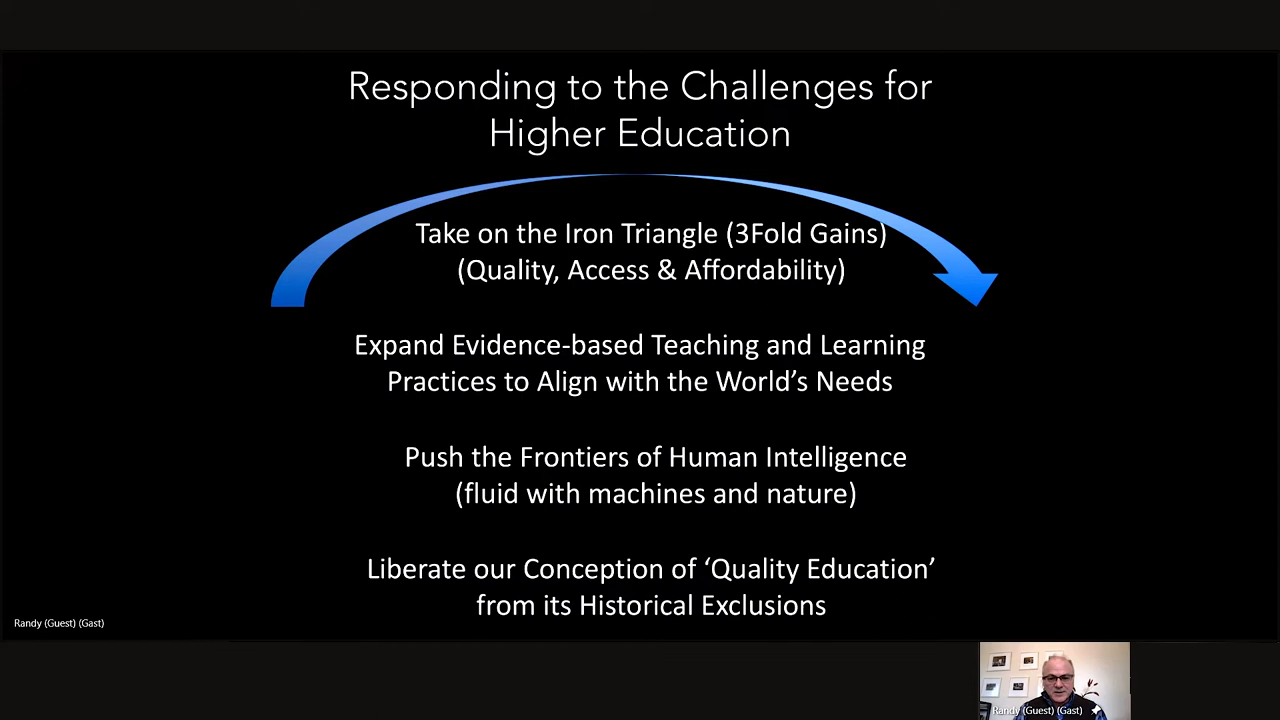 Responding to the Challenges for
Higher Education
Take on the Iron Triangle (3Fold Gains)
(Quality, Access & Affordability)
Expand Evidence-based Teaching and Learning
Practices to Align with the World’s Needs
Push the Frontiers of Human Intelligence
(fluid with machines and nature)
Liberate our Conception of ‘Quality Education’
from its Historical Exclusions
Randy (Guest) (Gast)
Randy (Guest) (Gast)